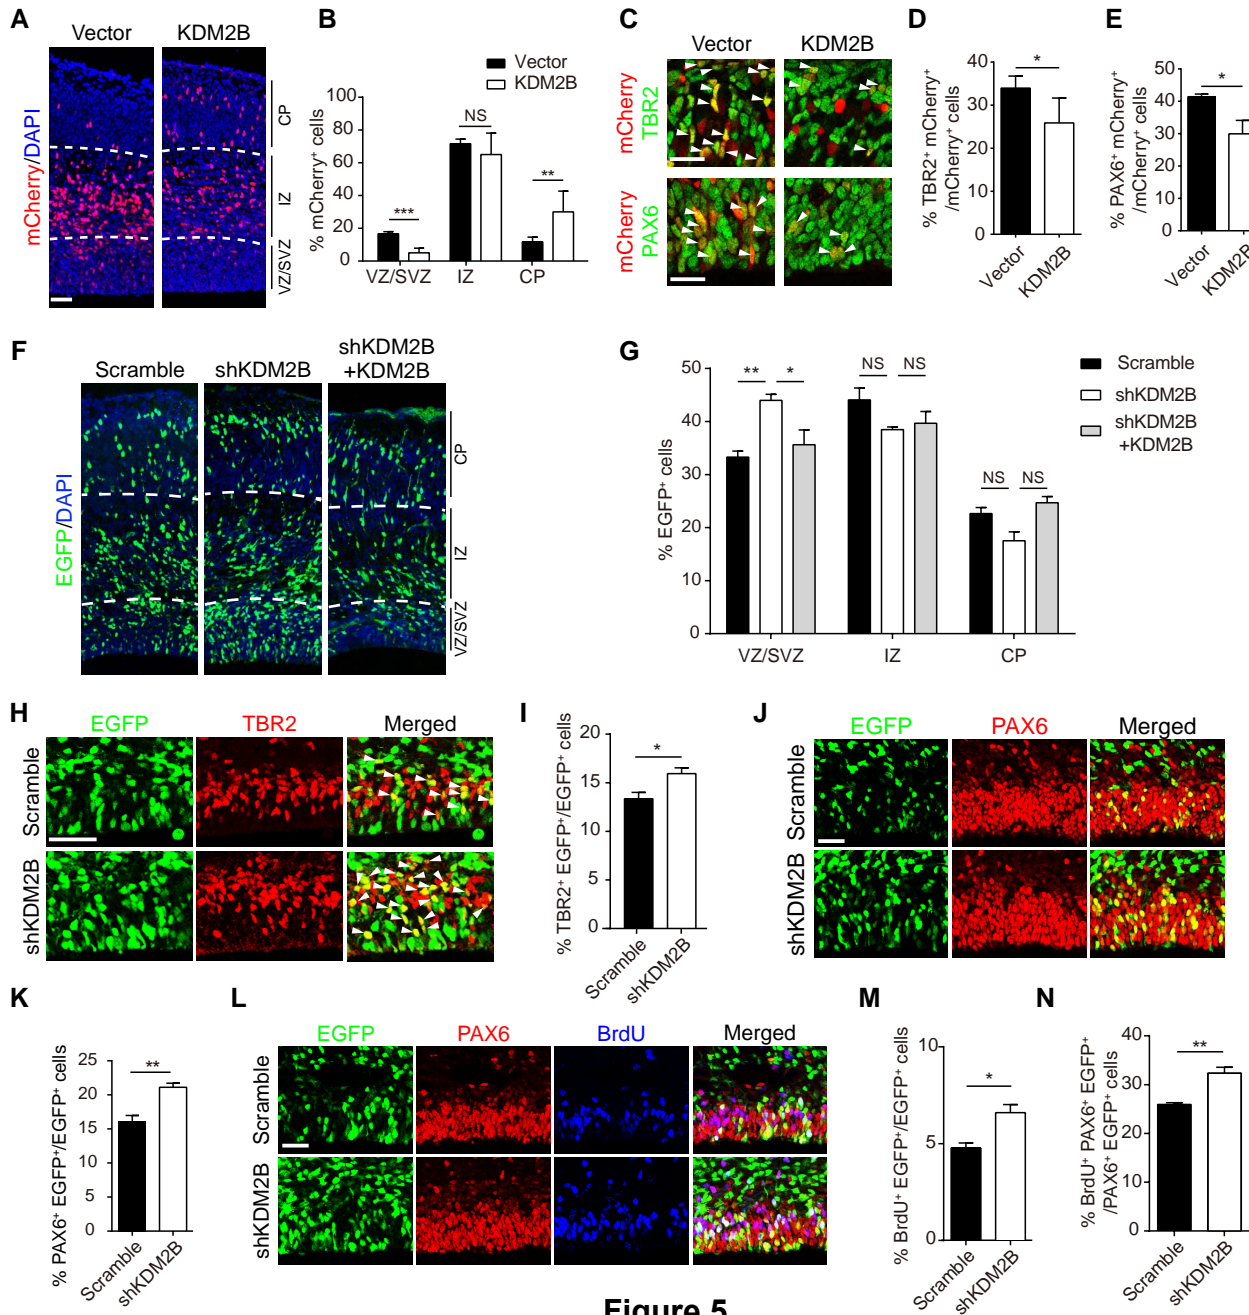 A
Vector
KDM2B
mCherry/DAPI
CP
IZ
VZ/SVZ
B
Vector
KDM2B
% mCherry⁺ cells
100
80
60
40
20
0
***
NS
**
VZ/SVZ
IZ
CP
C
Vector
KDM2B
mCherry
TBR2
mCherry
PAX6
D
% TBR2⁺ mCherry⁺
/mCherry⁺ cells
40
30
20
10
0
*
Vector
KDM2B
E
% PAX6⁺ mCherry⁺
/mCherry⁺ cells
50
40
30
20
10
0
*
Vector
KDM2B
F
Scramble
shKDM2B
shKDM2B
+KDM2B
EGFP/DAPI
CP
IZ
VZ/SVZ
G
% EGFP⁺ cells
50
40
30
20
10
0
**
*
NS
NS
NS
NS
VZ/SVZ
IZ
CP
Scramble
shKDM2B
shKDM2B
+KDM2B
H
EGFP
TBR2
Merged
Scramble
shKDM2B
I
% TBR2⁺ EGFP⁺/EGFP⁺ cells
20
15
10
5
0
*
Scramble
shKDM2B
J
EGFP
PAX6
Merged
Scramble
shKDM2B
K
% PAX6⁺ EGFP⁺/EGFP⁺ cells
25
20
15
10
5
0
**
Scramble
shKDM2B
L
EGFP
PAX6
BrdU
Merged
Scramble
shKDM2B
M
% BrdU⁺ EGFP⁺/EGFP⁺ cells
10
5
0
*
Scramble
shKDM2B
N
% BrdU⁺ PAX6⁺ EGFP⁺
/PAX6⁺ EGFP⁺ cells
40
30
20
10
0
**
Scramble
shKDM2B
Figure 5